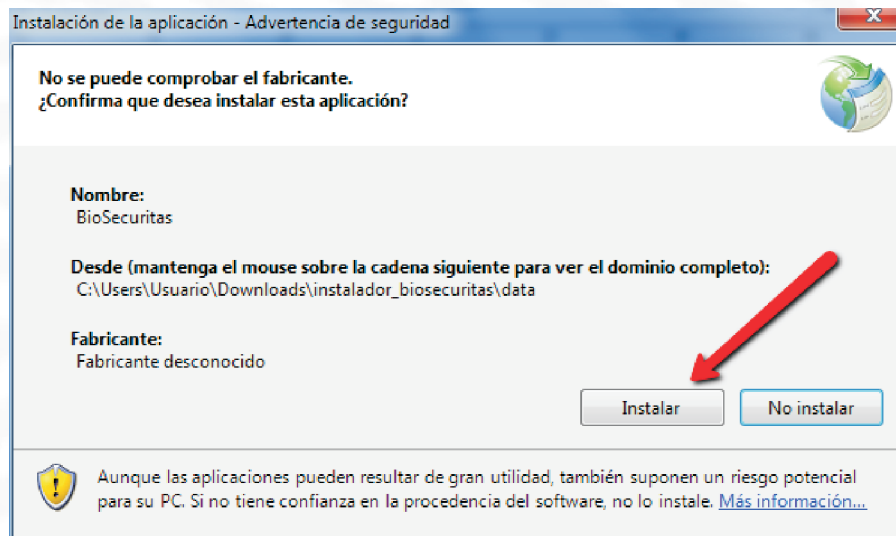 Instalación de la aplicación - Advertencia de seguridad
No se puede comprobar el fabricante.
¿Confirma que desea instalar esta aplicación?
Nombre:
BioSecuritas
Desde (mantenga el mouse sobre la cadena siguiente para ver el dominio completo):
C:\Users\Usuario\Downloads\instalador_biosecuritas\data
Fabricante:
Fabricante desconocido
Instalar No instalar
Aunque las aplicaciones pueden resultar de gran utilidad, también suponen un riesgo potencial
para su PC. Si no tiene confianza en la procedencia del software, no lo instale. Más información...